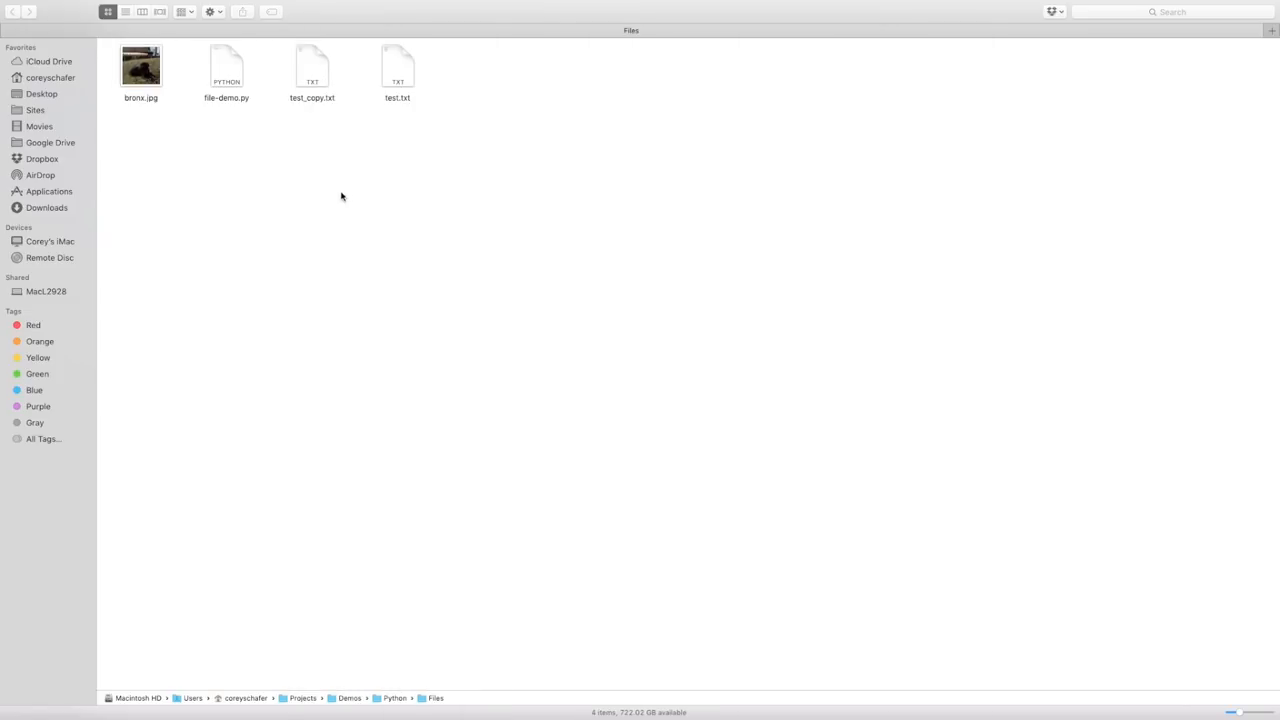 Search
Files
Favorites
iCloud Drive
coreyschafer
Desktop
Sites
Movies
Google Drive
Dropbox
AirDrop
Applications
Downloads
Devices
Corey's iMac
Remote Disc
Shared
MacL2928
Tags
Red
Orange
Yellow
Green
Blue
Purple
Gray
All Tags...
PYTHON
TXT
TXT
bronx.jpg
file-demo.py
test_copy.txt
test.txt
Macintosh HD › Users › coreyschafer › Projects › Demos › Python › Files
4 items, 722.02 GB available